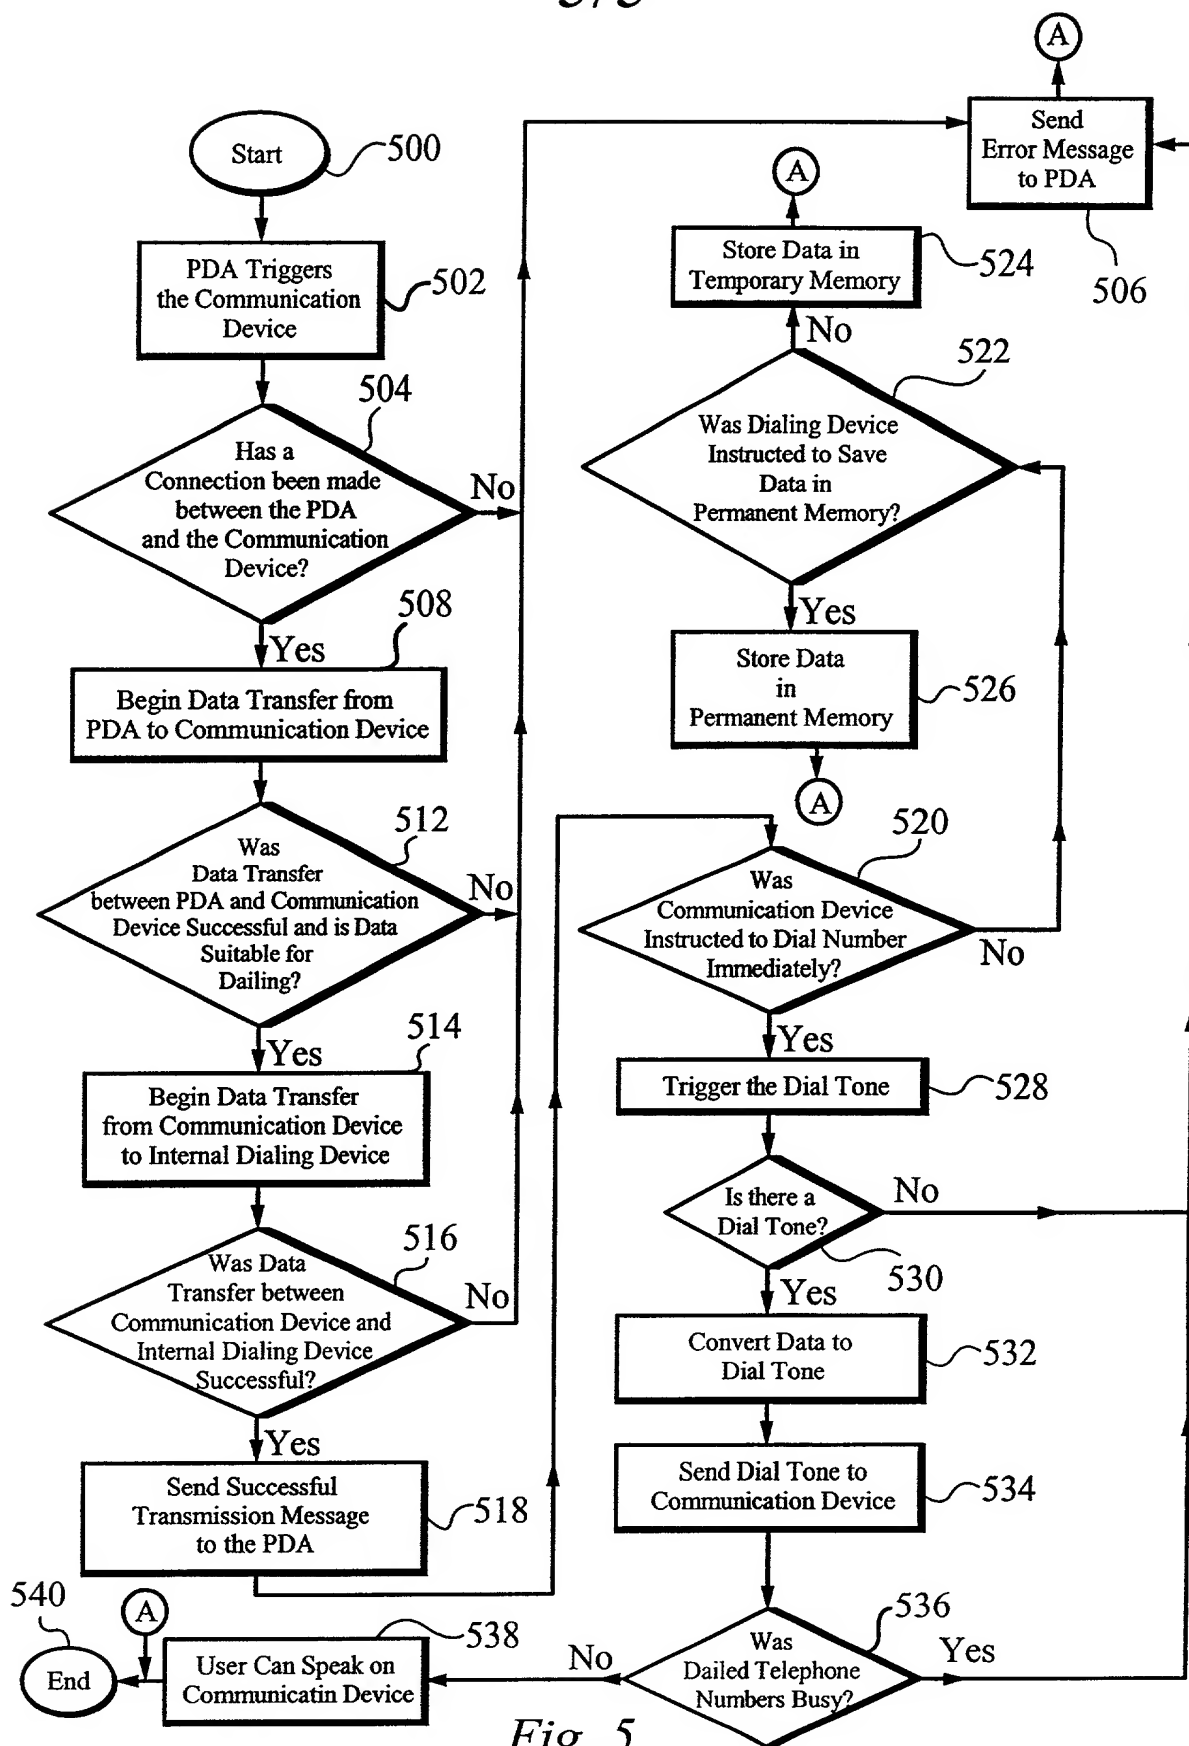 Start
500
PDA Triggers
the Communication
Device
502
504
Has a
Connection been made
between the PDA
and the Communication
Device?
No
Yes
508
Begin Data Transfer from
PDA to Communication Device
512
Was
Data Transfer
between PDA and Communication
Device Successful and is Data
Suitable for
Dailing?
No
Yes
514
Begin Data Transfer
from Communication Device
to Internal Dialing Device
516
Was Data
Transfer between
Communication Device and
Internal Dialing Device
Successful?
No
Yes
Send Successful
Transmission Message
to the PDA
518
A
Send
Error Message
to PDA
506
A
Store Data in
Temporary Memory
524
No
522
Was Dialing Device
Instructed to Save
Data in
Permanent Memory?
Yes
Store Data
in
Permanent Memory
526
A
520
Was
Communication Device
Instructed to Dial Number
Immediately?
No
Yes
Trigger the Dial Tone
528
Is there a
Dial Tone?
No
530
Yes
Convert Data to
Dial Tone
532
Send Dial Tone to
Communication Device
534
536
Was
Dailed Telephone
Numbers Busy?
Yes
No
538
User Can Speak on
Communicatin Device
A
540
End
Fig. 5